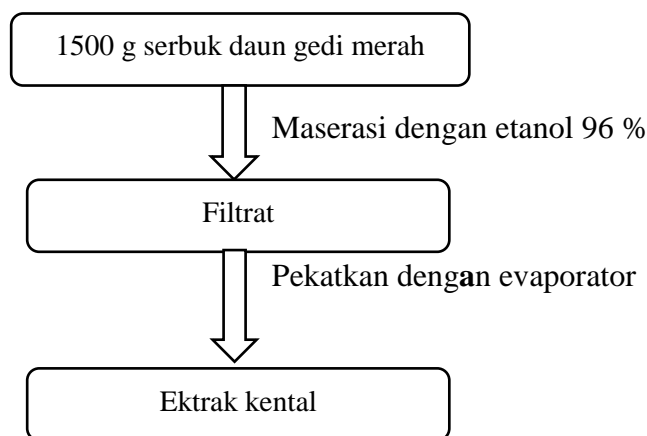 1500 g serbuk daun gedi merah
Maserasi dengan etanol 96 %
Filtrat
Pekatkan dengan evaporator
Ektrak kental